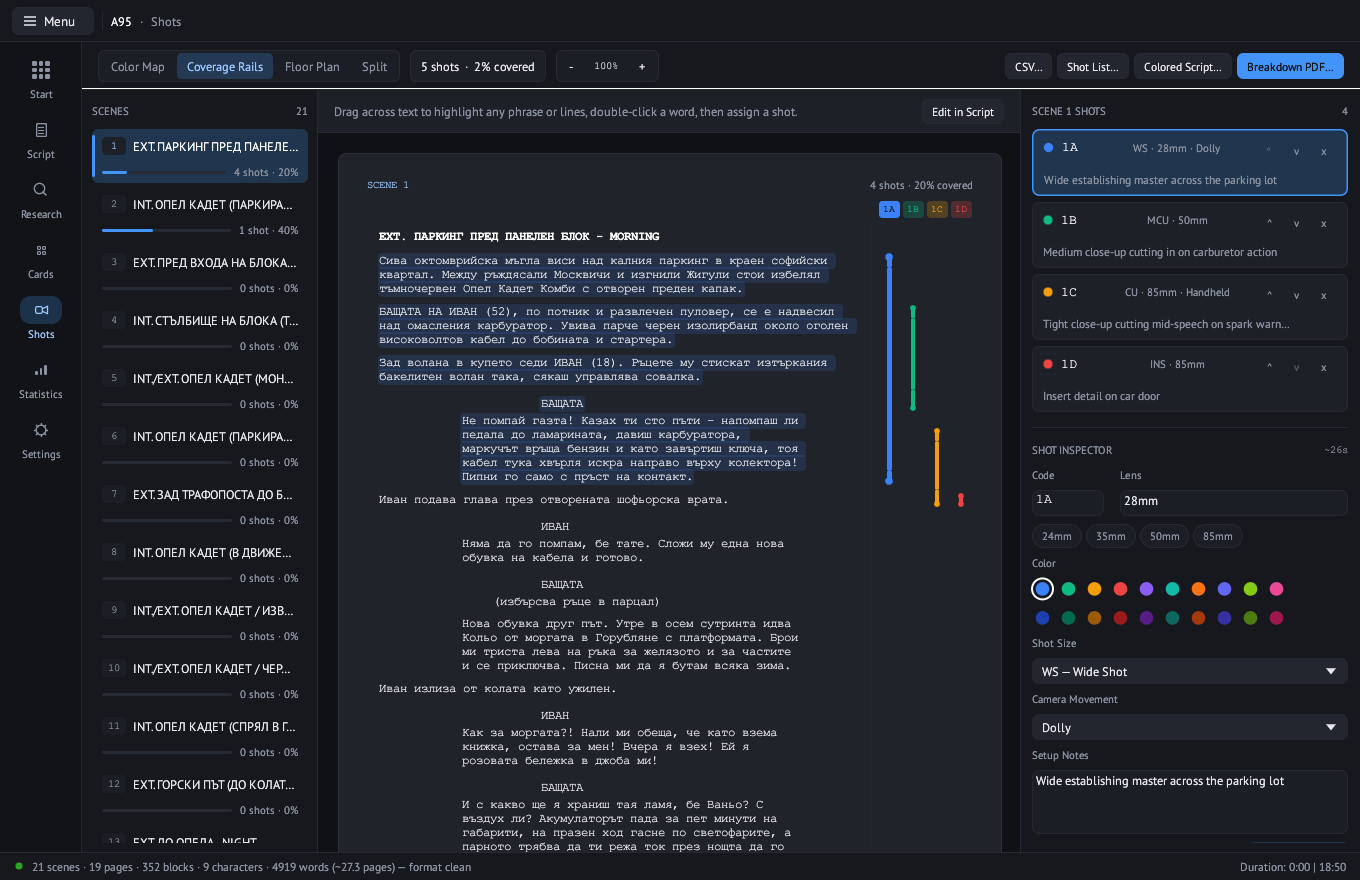 Menu
A95 · Shots
Start
Script
Research
Cards
Shots
Statistics
Settings
Color Map
Coverage Rails
Floor Plan
Split
5 shots · 2% covered
- 100% +
CSV...
Shot List...
Colored Script...
Breakdown PDF...
SCENES 21
1 EXT. ПАРКИНГ ПРЕД ПАНЕЛЕ...
4 shots · 20%
2 INT. ОПЕЛ КАДЕТ (ПАРКИРА...
1 shot · 40%
3 EXT. ПРЕД ВХОДА НА БЛОКА...
0 shots · 0%
4 INT. СТЪЛБИЩЕ НА БЛОКА (Т...
0 shots · 0%
5 INT./EXT. ОПЕЛ КАДЕТ (МОН...
0 shots · 0%
6 INT. ОПЕЛ КАДЕТ (ПАРКИРА...
0 shots · 0%
7 EXT. ЗАД ТРАФОПОСТА ДО Б...
0 shots · 0%
8 INT. ОПЕЛ КАДЕТ (В ДВИЖЕ...
0 shots · 0%
9 INT./EXT. ОПЕЛ КАДЕТ / ИЗВ...
0 shots · 0%
10 INT./EXT. ОПЕЛ КАДЕТ / ЧЕР...
0 shots · 0%
11 INT. ОПЕЛ КАДЕТ (СПРЯЛ В Г...
0 shots · 0%
12 EXT. ГОРСКИ ПЪТ (ДО КОЛАТ...
0 shots · 0%
13 EXT. ДО ОПЕЛА - NIGHT
Drag across text to highlight any phrase or lines, double-click a word, then assign a shot.
Edit in Script
SCENE 1
4 shots · 20% covered
1A 1B 1C 1D
EXT. ПАРКИНГ ПРЕД ПАНЕЛЕН БЛОК - MORNING
Сива октомврийска мъгла виси над калния паркинг в краен софийски
квартал. Между ръждясали Москвичи и изгнили Жигули стои избелял
тъмночервен Опел Кадет Комби с отворен преден капак.
БАЩАТА НА ИВАН (52), по потник и развлечен пуловер, се е надвесил
над омасления карбуратор. Увива парче черен изолирбанд около оголен
високоволтов кабел до бобината и стартера.
Зад волана в купето седи ИВАН (18). Ръцете му стискат изтъркания
бакелитен волан така, сякаш управлява совалка.
БАЩАТА
Не помпай газта! Казах ти сто пъти – напомпаш ли
педала до ламарината, давиш карбуратора,
маркучът връща бензин и като завъртиш ключа, тоя
кабел тука хвърля искра направо върху колектора!
Пипни го само с пръст на контакт.
Иван подава глава през отворената шофьорска врата.
ИВАН
Няма да го помпам, бе тате. Сложи му една нова
обувка на кабела и готово.
БАЩАТА
(избърсва ръце в парцал)
Нова обувка друг път. Утре в осем сутринта идва
Кольо от моргата в Горубляне с платформата. Брои
ми триста лева на ръка за желязото и за частите
и се приключва. Писна ми да я бутам всяка зима.
Иван излиза от колата като ужилен.
ИВАН
Как за моргата?! Нали ми обеща, че като взема
книжка, остава за мен! Вчера я взех! Ей я
розовата бележка в джоба ми!
БАЩАТА
И с какво ще я храниш тая ламя, бе Ваньо? С
въздух ли? Акумулаторът пада за пет минути на
габарити, на празен ход гасне по светофарите, а
парното трябва да ти режа ток през нощта да го
SCENE 1 SHOTS 4
1A WS · 28mm · Dolly ^ v x
Wide establishing master across the parking lot
1B MCU · 50mm ^ v x
Medium close-up cutting in on carburetor action
1C CU · 85mm · Handheld ^ v x
Tight close-up cutting mid-speech on spark warn...
1D INS · 85mm ^ v x
Insert detail on car door
SHOT INSPECTOR ~26s
Code Lens
1A 28mm
24mm 35mm 50mm 85mm
Color
Shot Size
WS — Wide Shot
Camera Movement
Dolly
Setup Notes
Wide establishing master across the parking lot
21 scenes · 19 pages · 352 blocks · 9 characters · 4919 words (~27.3 pages) — format clean
Duration: 0:00 | 18:50